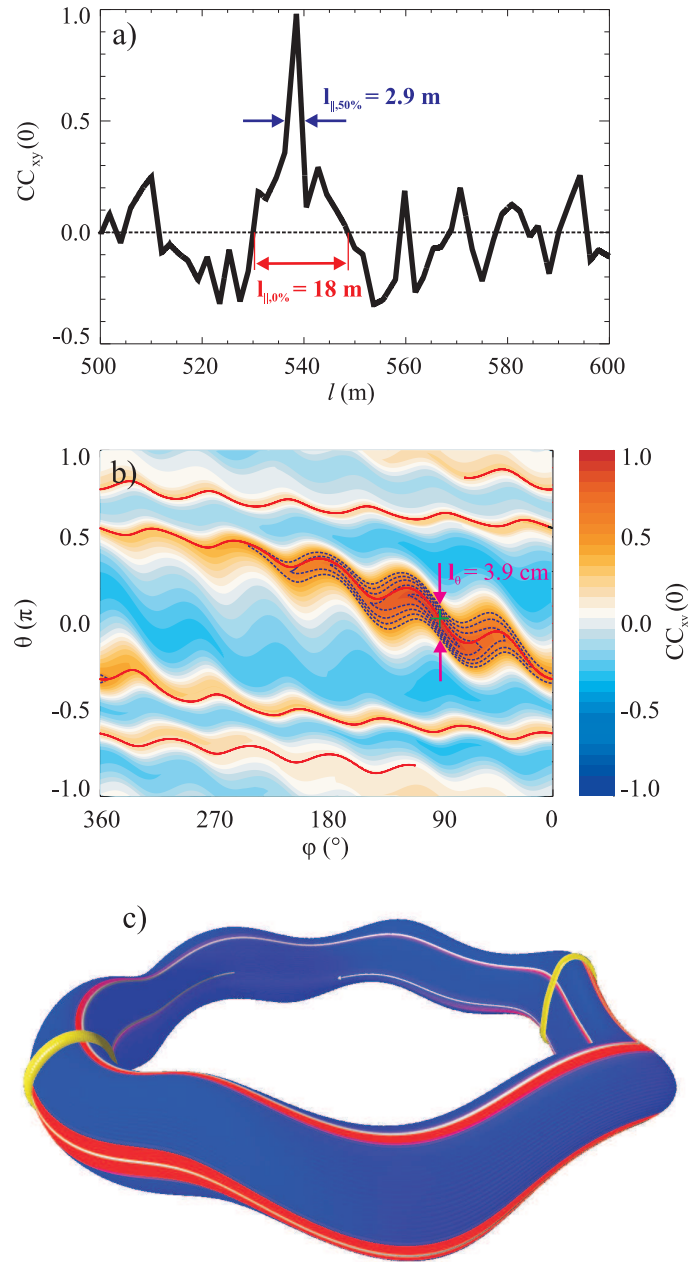 a)
1.0
0.5
0.0
-0.5
CC_xy(0)
l_||,50% = 2.9 m
l_||,0% = 18 m
500 520 540 560 580 600
l (m)
b)
1.0
0.5
0.0
-0.5
-1.0
θ (π)
l_θ = 3.9 cm
360 270 180 90 0
φ (°)
1.0
0.5
0.0
-0.5
-1.0
CC_xy(0)
c)